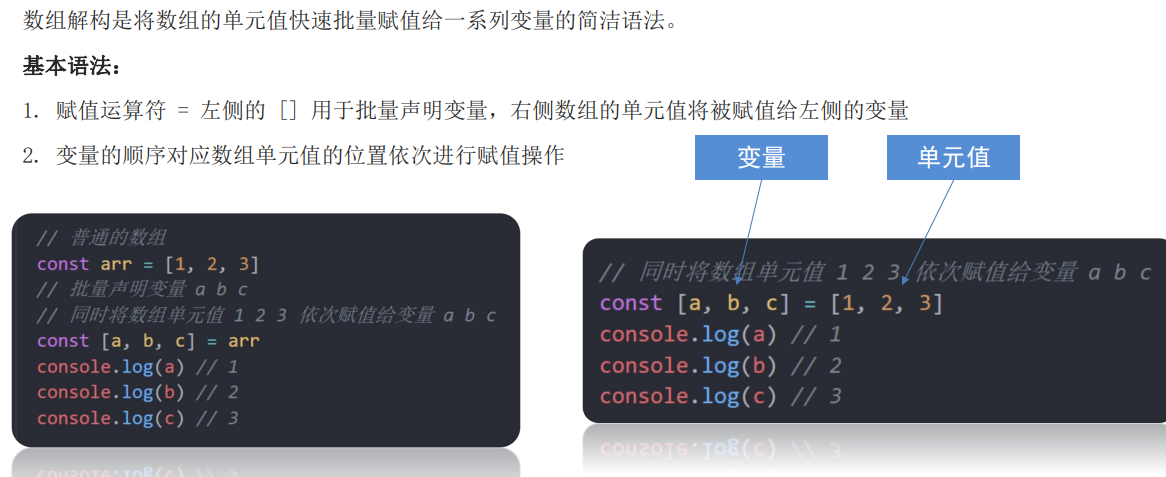 数组解构是将数组的单元值快速批量赋值给一系列变量的简洁语法。
基本语法：
1. 赋值运算符 = 左侧的 [] 用于批量声明变量，右侧数组的单元值将被赋值给左侧的变量
2. 变量的顺序对应数组单元值的位置依次进行赋值操作
变量
单元值
// 普通的数组
const arr = [1, 2, 3]
// 批量声明变量 a b c
// 同时将数组单元值 1 2 3 依次赋值给变量 a b c
const [a, b, c] = arr
console.log(a) // 1
console.log(b) // 2
console.log(c) // 3
// 同时将数组单元值 1 2 3 依次赋值给变量 a b c
const [a, b, c] = [1, 2, 3]
console.log(a) // 1
console.log(b) // 2
console.log(c) // 3